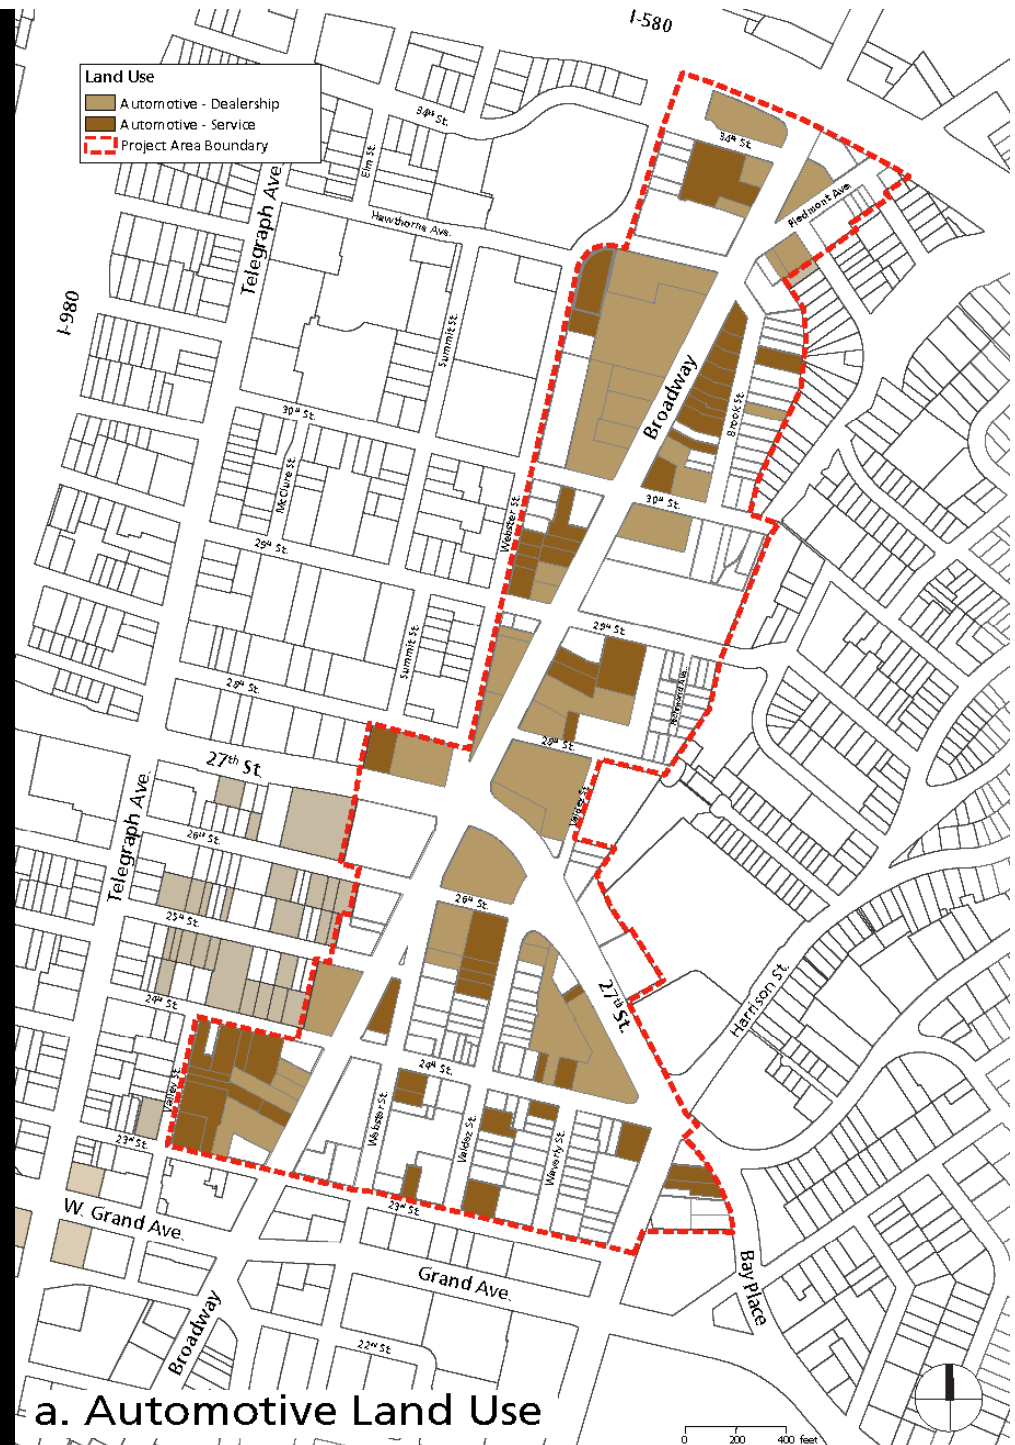 I-580
Land Use
Automotive - Dealership
Automotive - Service
Project Area Boundary
34th St.
34th St.
Elm St.
Piedmont Ave.
Telegraph Ave.
Hawthorne Ave.
I-980
Summit St.
Broadway
Brook St.
30th St.
McClure St.
30th St.
Webster St.
29th St.
29th St.
Summit St.
Richmond Ave.
28th St.
28th St.
27th St
Valdez St.
Telegraph Ave.
26th St.
26th St.
25th St.
27th St.
Harrison St.
24th St.
24th St.
Valley St.
Webster St.
Valdez St.
Waverly St.
23rd St.
23rd St.
W. Grand Ave.
Grand Ave.
Bay Place
Broadway
22nd St.
a. Automotive Land Use
0 200 400 feet